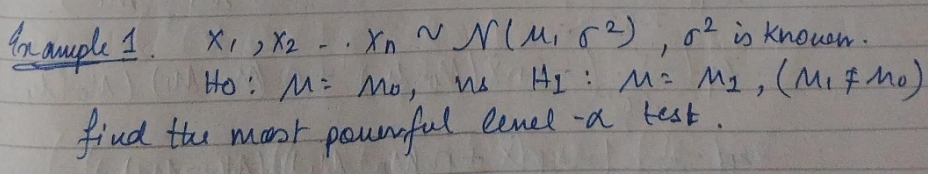 Example 1. X1, X2 - .. Xn ~ N(μ, σ²), σ² is known.
H0: μ = μ0, vs H1: μ = μ1, (μ1 ≠ μ0)
find the most powerful level -α test.